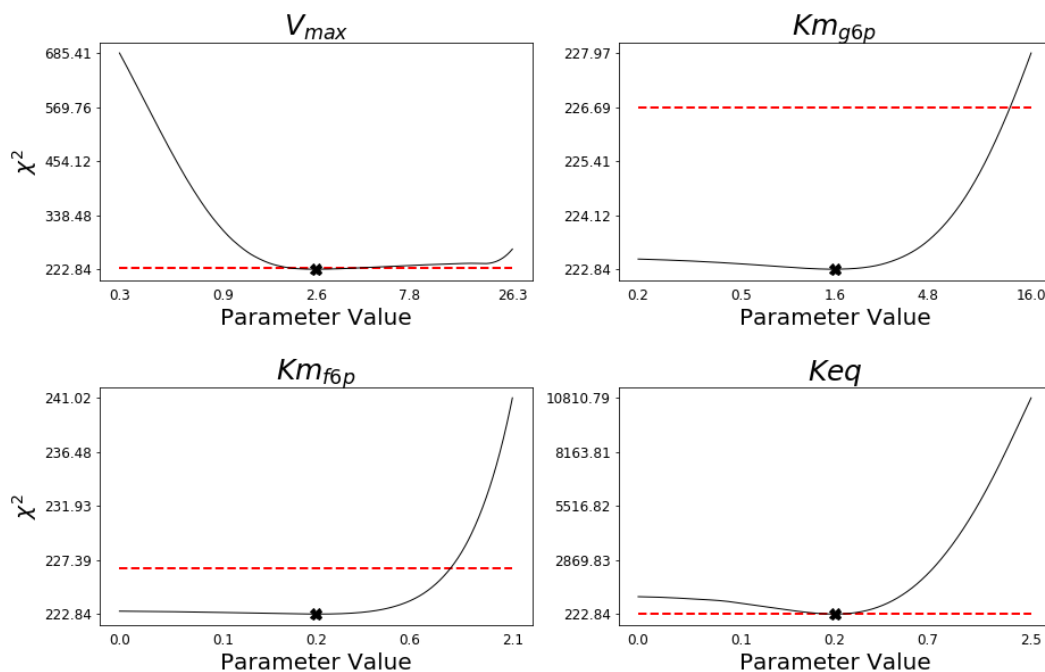 V_max
685.41
569.76
454.12
338.48
222.84
χ²
0.3 0.9 2.6 7.8 26.3
Parameter Value
Km_g6p
227.97
226.69
225.41
224.12
222.84
0.2 0.5 1.6 4.8 16.0
Parameter Value
Km_f6p
241.02
236.48
231.93
227.39
222.84
χ²
0.0 0.1 0.2 0.6 2.1
Parameter Value
Keq
10810.79
8163.81
5516.82
2869.83
222.84
0.0 0.1 0.2 0.7 2.5
Parameter Value